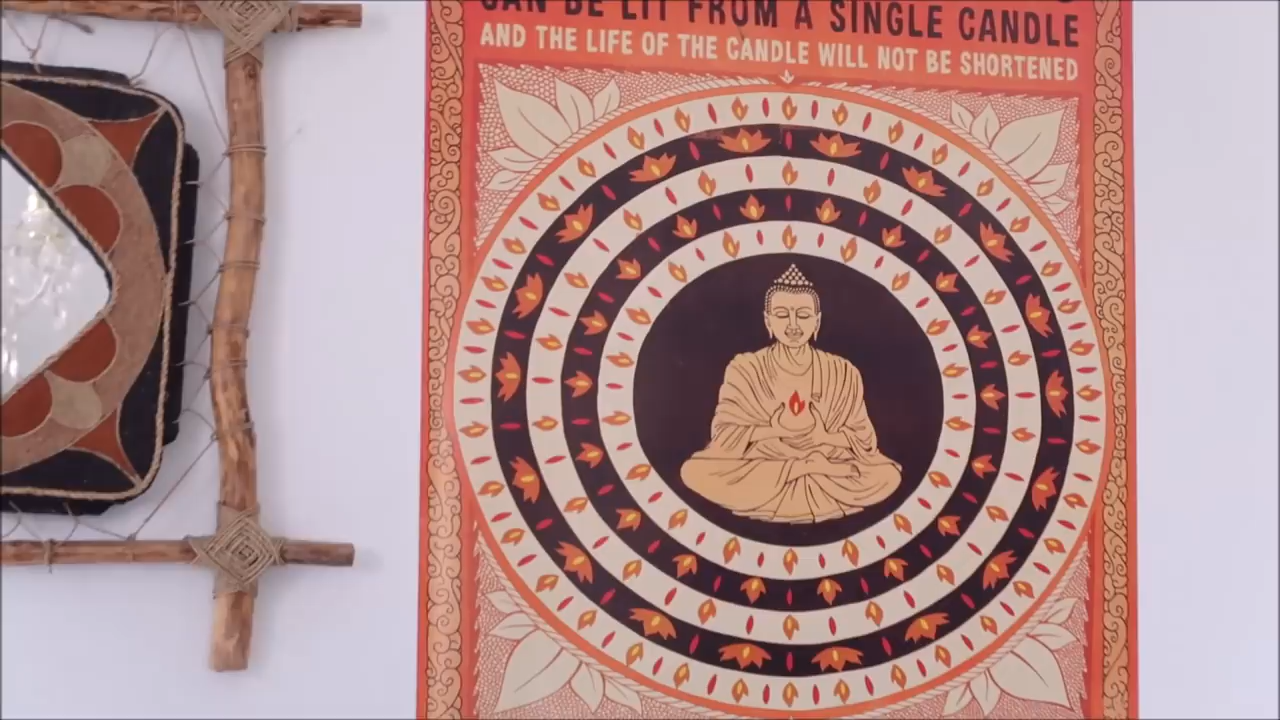 CAN BE LIT FROM A SINGLE CANDLE
AND THE LIFE OF THE CANDLE WILL NOT BE SHORTENED